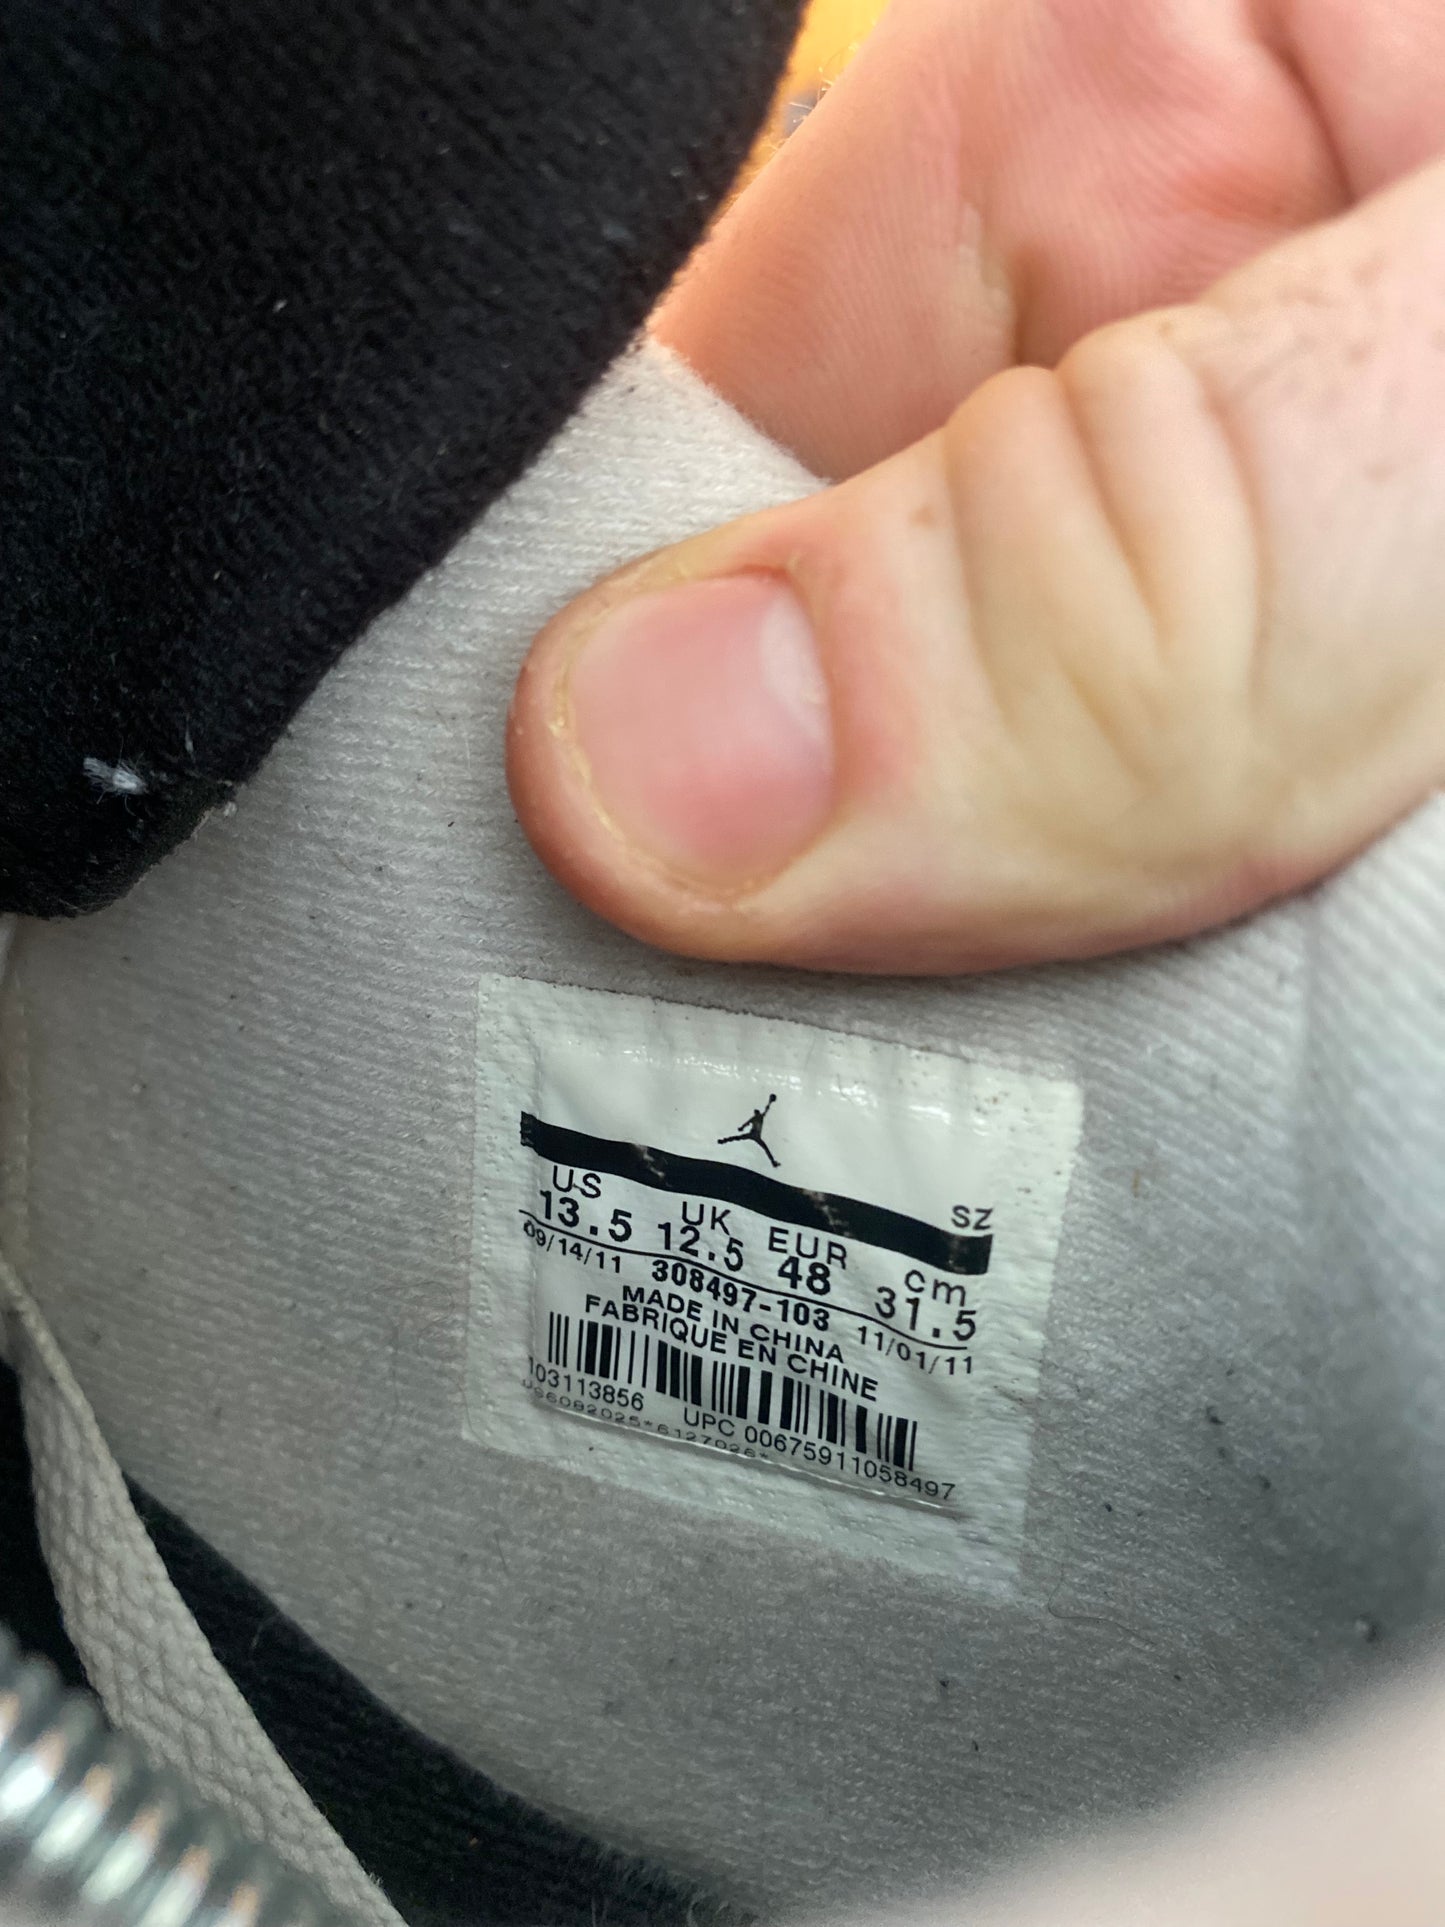 SZ
US UK EUR cm
13.5 12.5 48 31.5
09/14/11 308497-103 11/01/11
MADE IN CHINA
FABRIQUE EN CHINE
103113856 UPC 00675911058497